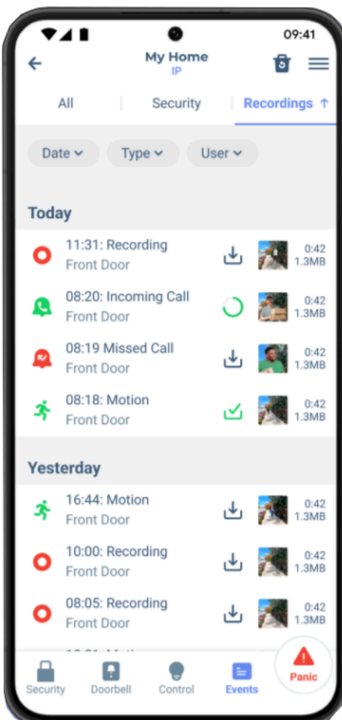 09:41
My Home
IP
All
Security
Recordings ↑
Date
Type
User
Today
11:31: Recording
Front Door
0:42
1.3MB
08:20: Incoming Call
Front Door
0:42
1.3MB
08:19 Missed Call
Front Door
0:42
1.3MB
08:18: Motion
Front Door
0:42
1.3MB
Yesterday
16:44: Motion
Front Door
0:42
1.3MB
10:00: Recording
Front Door
0:42
1.3MB
08:05: Recording
Front Door
0:42
1.3MB
Security
Doorbell
Control
Events
Panic